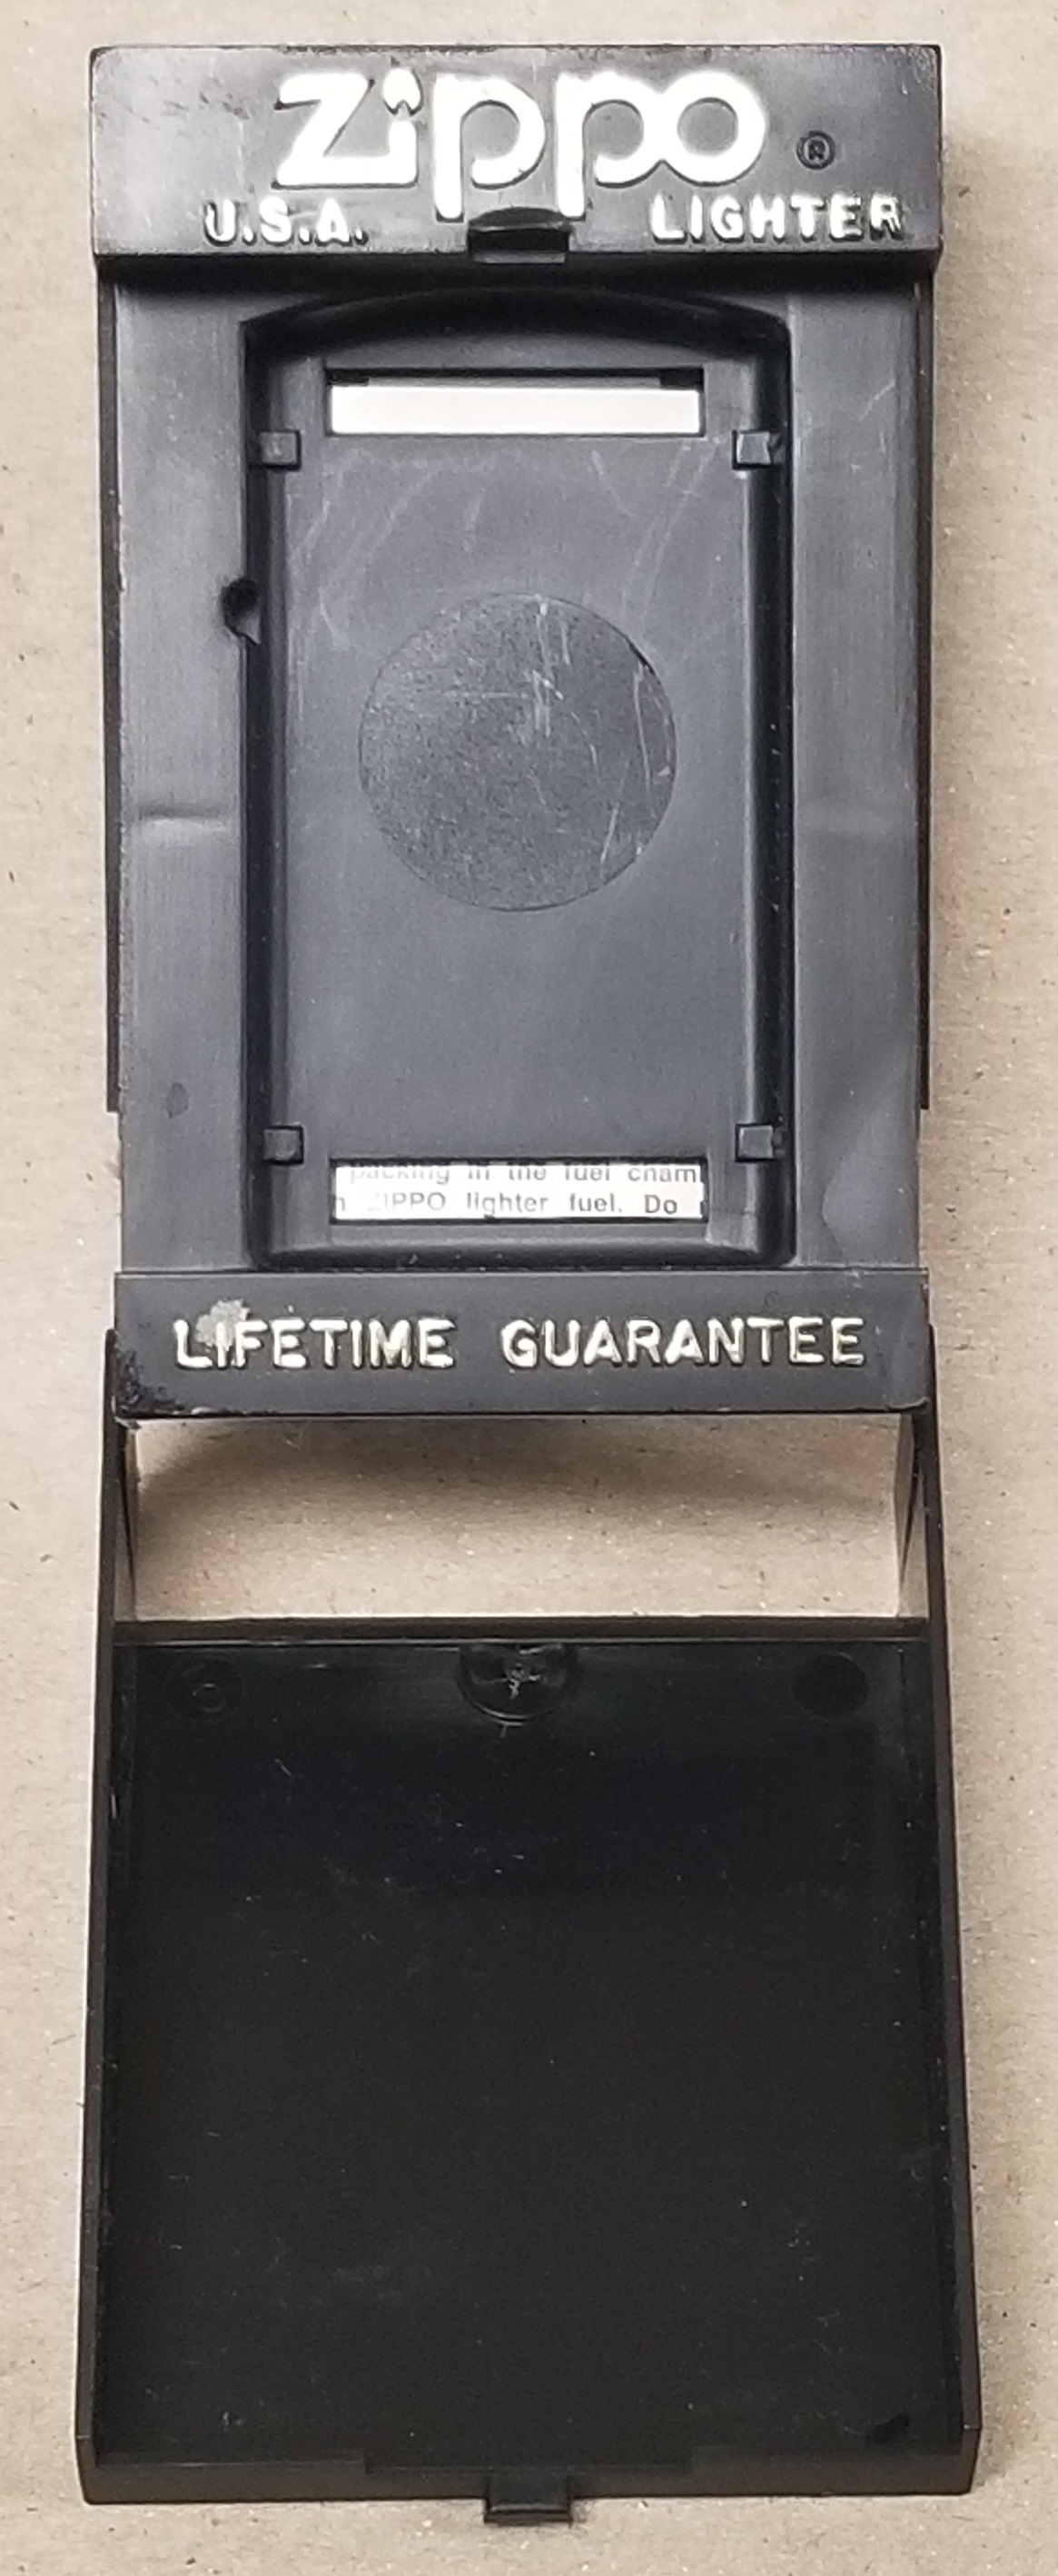 Zippo ®
U.S.A. LIGHTER
packing in the fuel cham
ZIPPO lighter fuel. Do
LIFETIME GUARANTEE